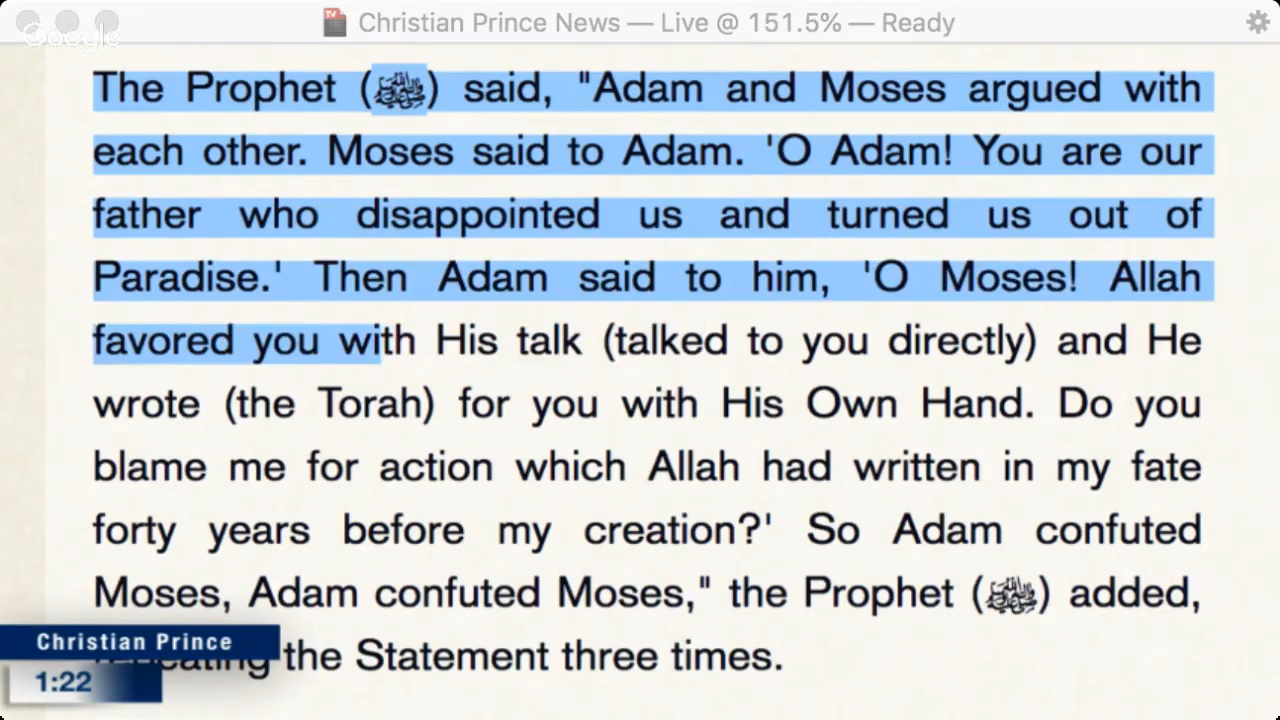 Christian Prince News — Live @ 151.5% — Ready
Google
The Prophet (ﷺ) said, "Adam and Moses argued with
each other. Moses said to Adam. 'O Adam! You are our
father who disappointed us and turned us out of
Paradise.' Then Adam said to him, 'O Moses! Allah
favored you with His talk (talked to you directly) and He
wrote (the Torah) for you with His Own Hand. Do you
blame me for action which Allah had written in my fate
forty years before my creation?' So Adam confuted
Moses, Adam confuted Moses," the Prophet (ﷺ) added,
the Statement three times.
Christian Prince
1:22